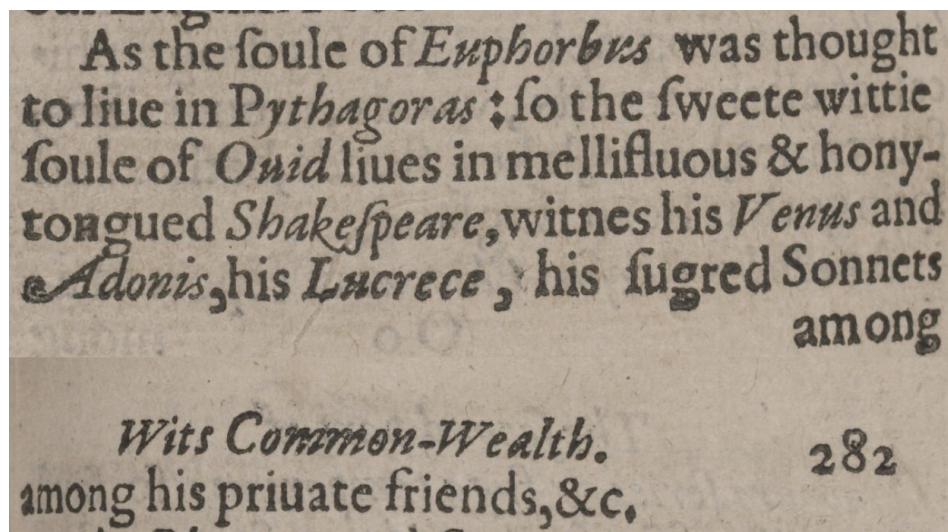 As the ſoule of Euphorbus was thought
to liue in Pythagoras : ſo the ſweete wittie
ſoule of Ouid liues in mellifluous & hony-
tongued Shakeſpeare, witnes his Venus and
Adonis, his Lucrece, his ſugred Sonnets
among
Wits Common-Wealth. 282
among his priuate friends, &c.